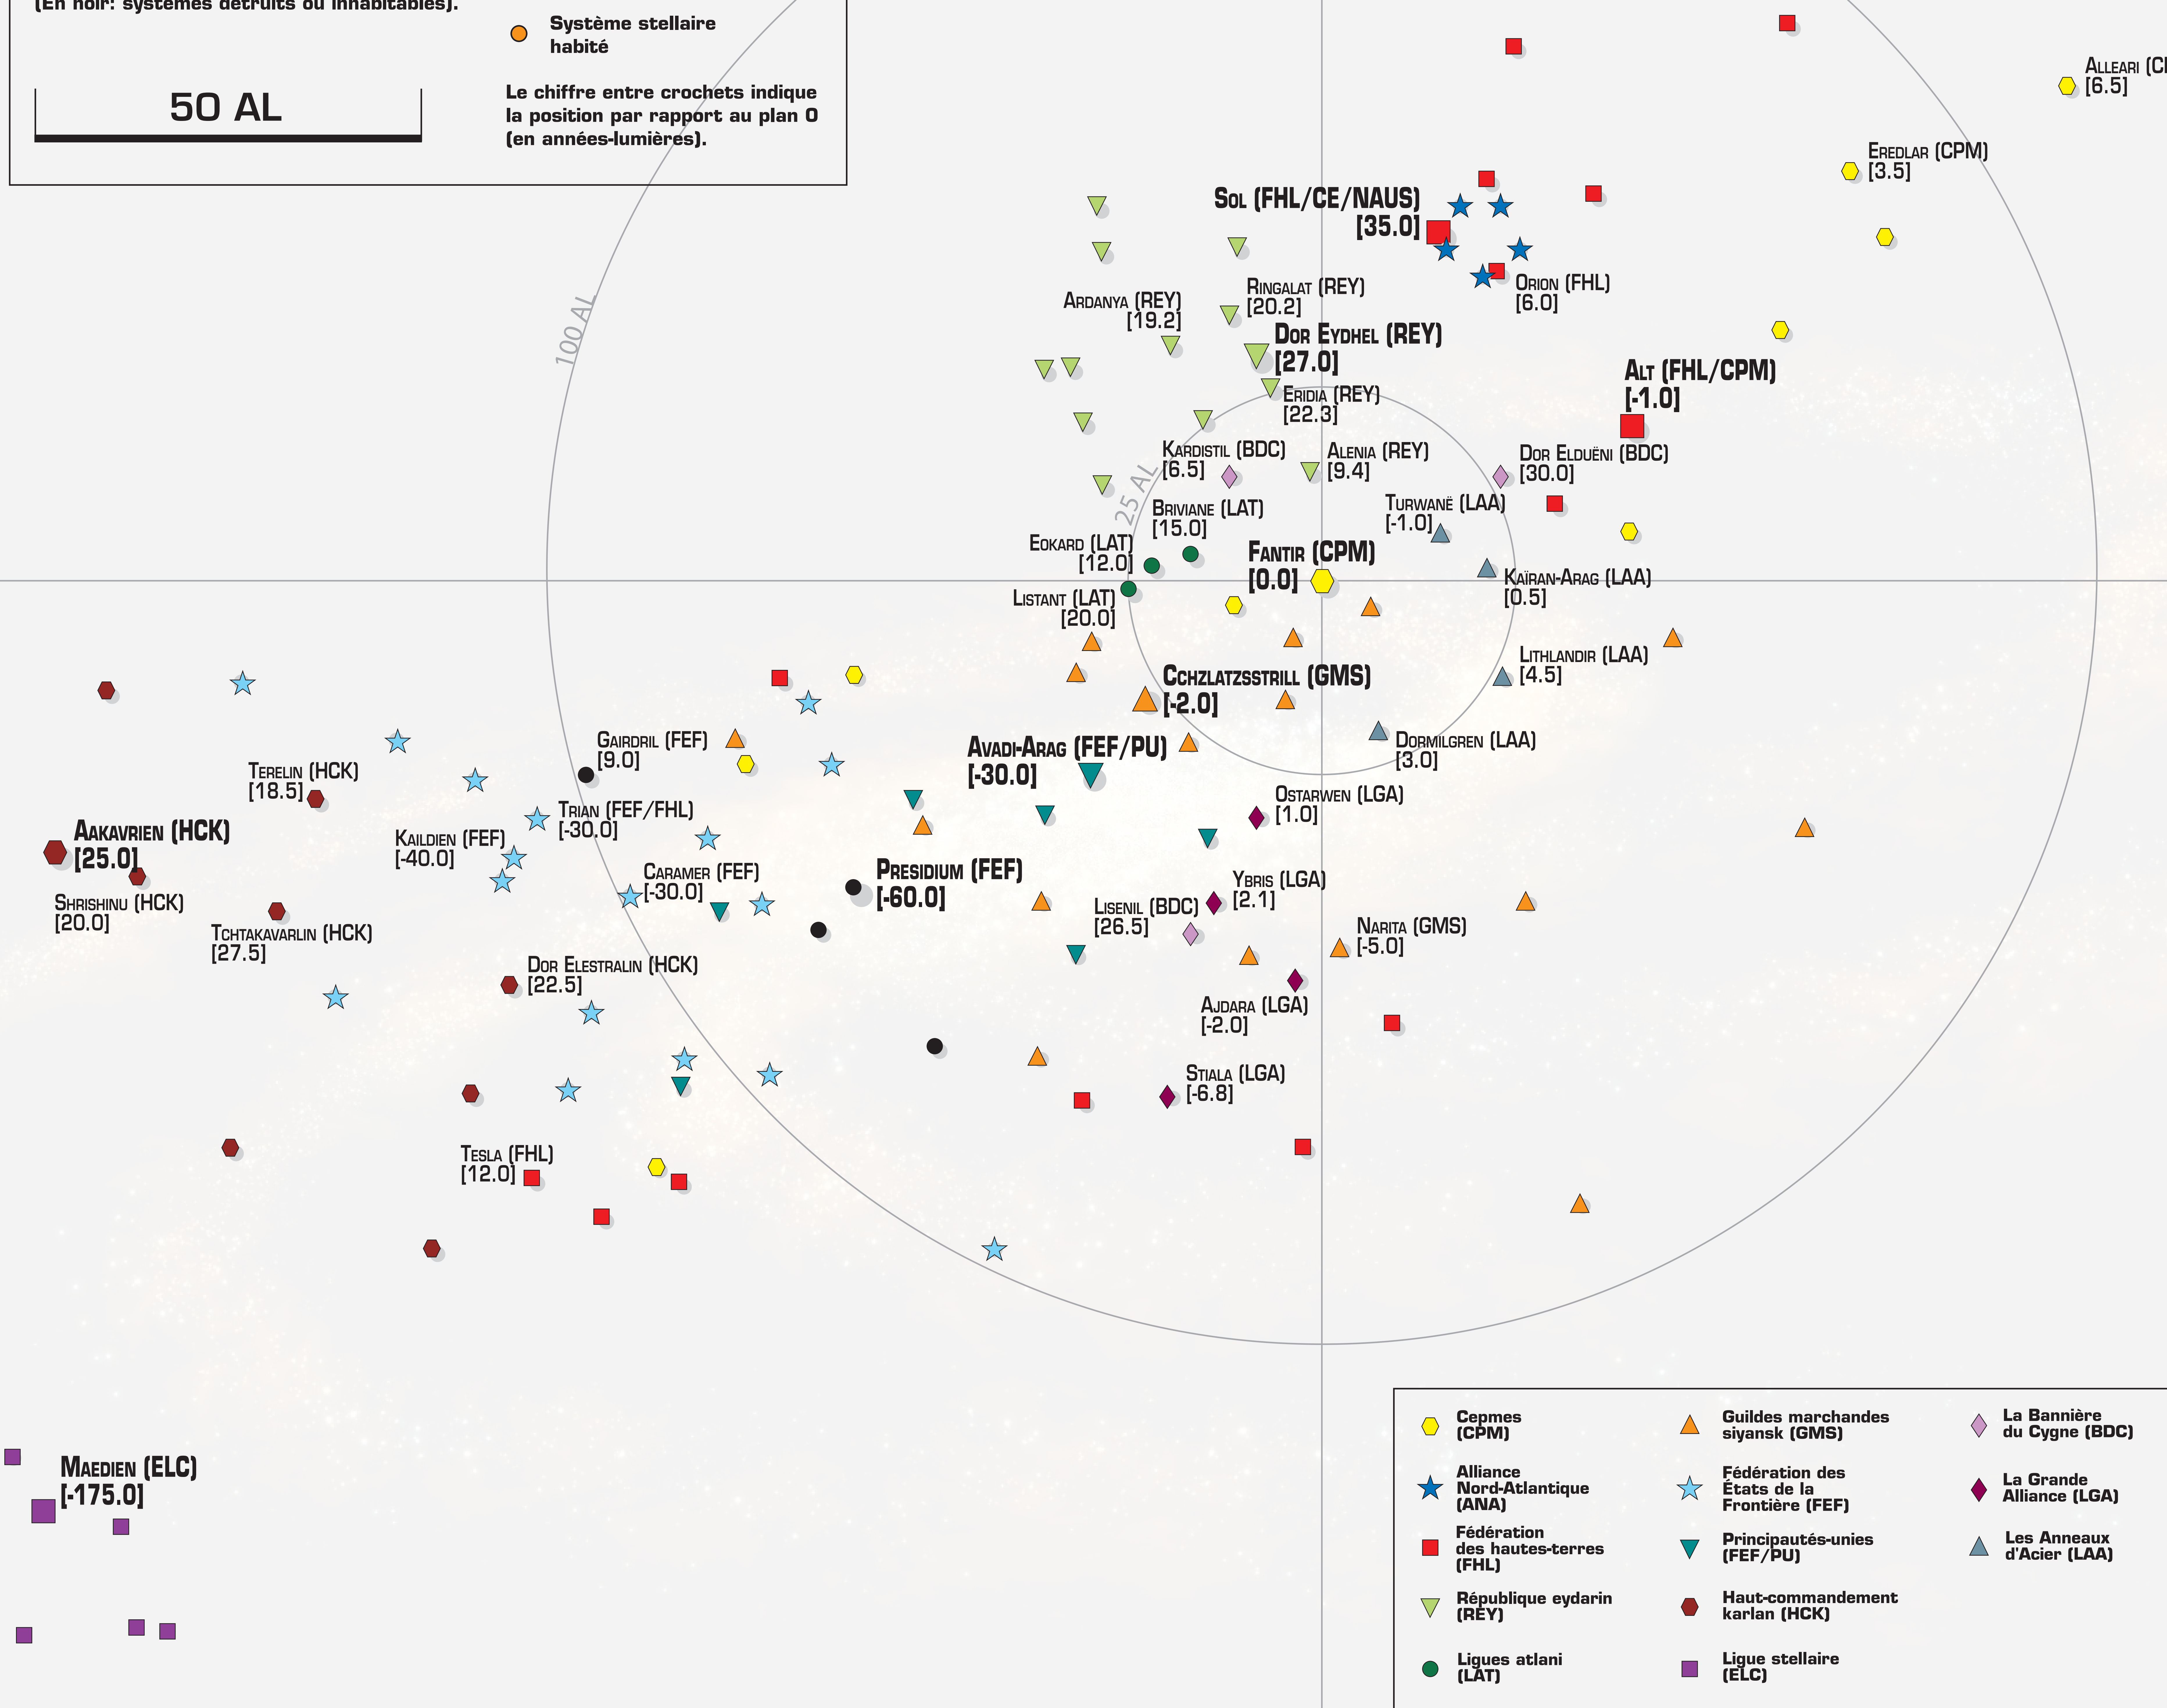 (En noir: systèmes détruits ou inhabitables).
Système stellaire
habité
50 AL
Le chiffre entre crochets indique
la position par rapport au plan 0
(en années-lumières).
100 AL
25 AL
Alleari
[6.5]
Eredlar (CPM)
[3.5]
Sol (FHL/CE/NAUS)
[35.0]
Orion (FHL)
[6.0]
Ringalat (REY)
[20.2]
Ardanya (REY)
[19.2]
Dor Eydhel (REY)
[27.0]
Alt (FHL/CPM)
[-1.0]
Eridia (REY)
[22.3]
Kardistil (BDC)
[6.5]
Alenia (REY)
[9.4]
Dor Elduëni (BDC)
[30.0]
Turwanë (LAA)
[-1.0]
Briviane (LAT)
[15.0]
Eokard (LAT)
[12.0]
Fantir (CPM)
[0.0]
Kaïran-Arag (LAA)
[0.5]
Listant (LAT)
[20.0]
Lithlandir (LAA)
[4.5]
Cchzlatzsstrill (GMS)
[-2.0]
Gairdril (FEF)
[9.0]
Avadi-Arag (FEF/PU)
[-30.0]
Dormilgren (LAA)
[3.0]
Terelin (HCK)
[18.5]
Ostarwen (LGA)
[1.0]
Trian (FEF/FHL)
[-30.0]
Aakavrien (HCK)
[25.0]
Kaildien (FEF)
[-40.0]
Caramer (FEF)
[-30.0]
Presidium (FEF)
[-60.0]
Ybris (LGA)
[2.1]
Shrishinu (HCK)
[20.0]
Lisenil (BDC)
[26.5]
Tchtakavarlin (HCK)
[27.5]
Narita (GMS)
[-5.0]
Dor Elestralin (HCK)
[22.5]
Ajdara (LGA)
[-2.0]
Stiala (LGA)
[-6.8]
Tesla (FHL)
[12.0]
Maedien (ELC)
[-175.0]
Cepmes
(CPM)
Alliance
Nord-Atlantique
(ANA)
Fédération
des hautes-terres
(FHL)
République eydarin
(REY)
Ligues atlani
(LAT)
Guildes marchandes
siyansk (GMS)
Fédération des
États de la
Frontière (FEF)
Principautés-unies
(FEF/PU)
Haut-commandement
karlan (HCK)
Ligue stellaire
(ELC)
La Bannière
du Cygne (BDC)
La Grande
Alliance (LGA)
Les Anneaux
d'Acier (LAA)